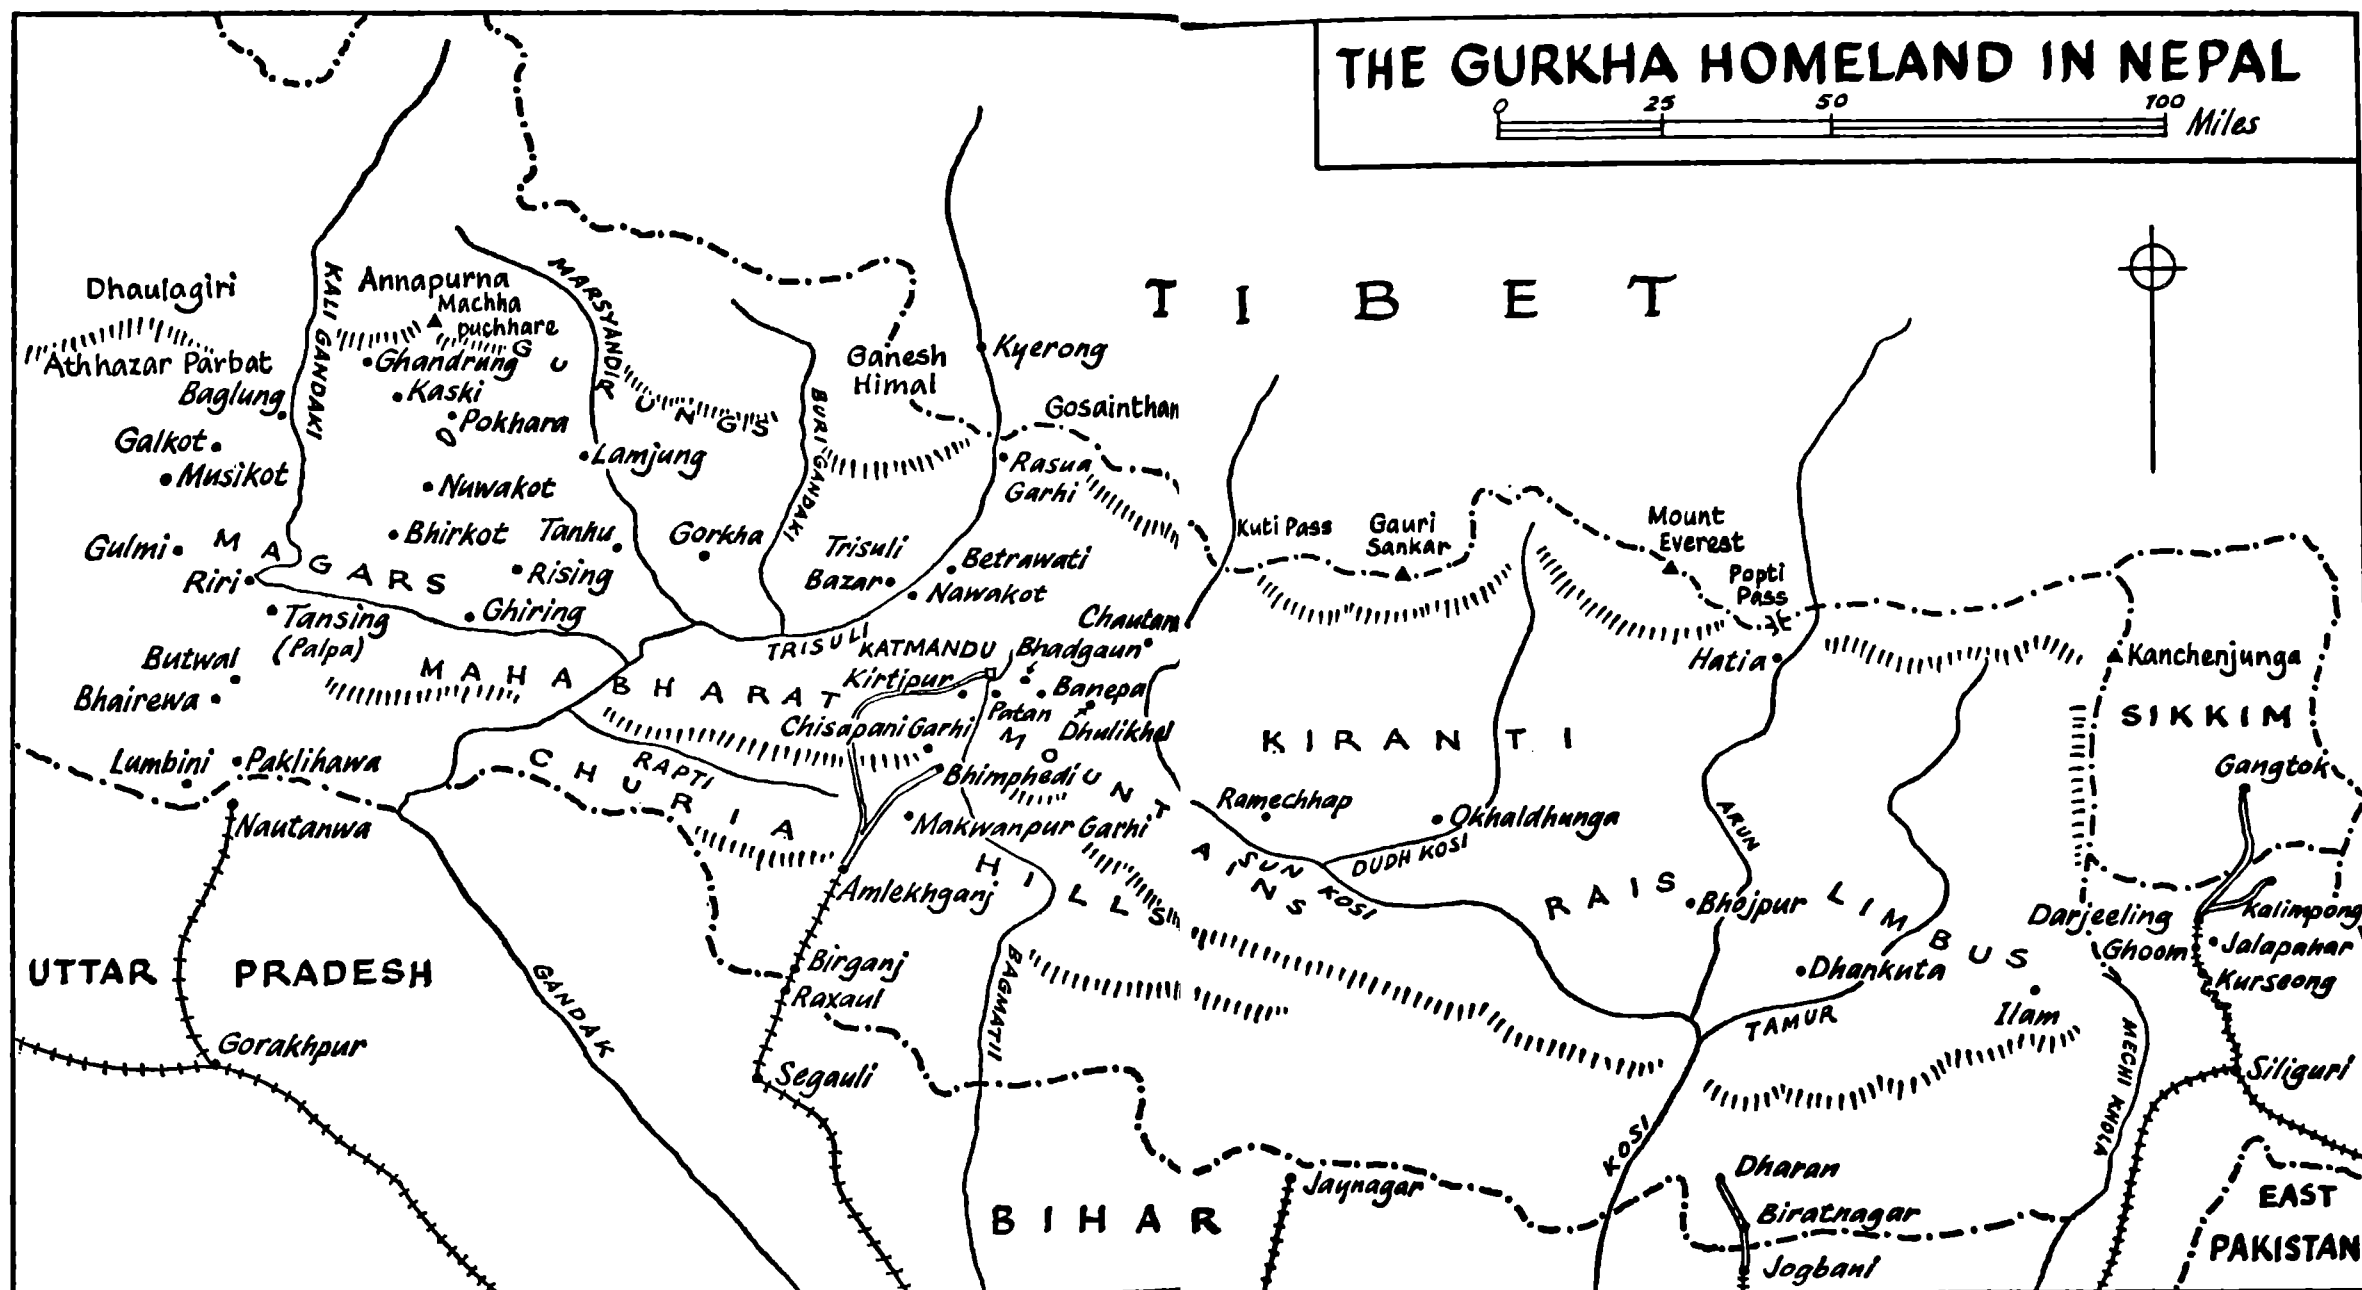 THE GURKHA HOMELAND IN NEPAL
0 25 50 100 Miles
TIBET
Dhaulagiri
Athhazar Parbat
Baglung
Galkot
Musikot
Gulmi
Riri
KALI GANDAKI
Annapurna
Machha
puchhare
Ghandrung
Kaski
Pokhara
Nuwakot
Bhirkot
Tanhu
Rising
Ghiring
MAGARS
GURUNGS
MARSYANDI
Lamjung
Gorkha
BURI GANDAKI
Ganesh
Himal
Kyerong
Gosainthan
Rasua
Garhi
Trisuli
Bazar
Betrawati
Nawakot
TRISULI
Tansing
(Palpa)
Butwal
Bhairewa
Lumbini
Paklihawa
Nautanwa
MAHABHARAT
MOUNTAINS
KATMANDU
Kirtipur
Bhadgaun
Chautara
Banepa
Patan
Dhulikhel
Chisapani Garhi
Bhimphedi
Makwanpur Garhi
RAPTI
CHURIA
HILLS
Amlekhganj
Birganj
Raxaul
Segauli
BAGMATI
UTTAR PRADESH
Gorakhpur
GANDAK
BIHAR
Jaynagar
Kuti Pass
Gauri
Sankar
Mount
Everest
Popti
Pass
Hatia
KIRANTI
Ramechhap
Okhaldhunga
SUN KOSI
DUDH KOSI
ARUN
RAIS
Bhojpur
LIMBUS
Dhankuta
TAMUR
Ilam
KOSI
Dharan
Biratnagar
Jogbani
Kanchenjunga
SIKKIM
Gangtok
Darjeeling
Kalimpong
Ghoom
Jalapahar
Kurseong
Siliguri
MECHI KHOLA
EAST
PAKISTAN